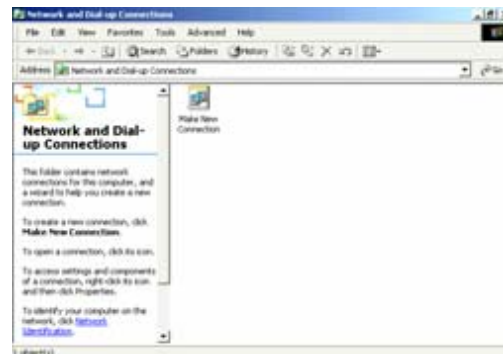 Network and Dial-up Connections
File Edit View Favorites Tools Advanced Help
Back Search Folders History
Address Network and Dial-up Connections Go
Network and Dial-
up Connections
Make New
Connection
This folder contains network
connections for this computer, and
a wizard to help you create a new
connection.
To create a new connection, click
Make New Connection.
To open a connection, click its icon.
To access settings and components
of a connection, right-click its icon
and then click Properties.
To identify your computer on the
network, click Network
Identification.
1 object(s)